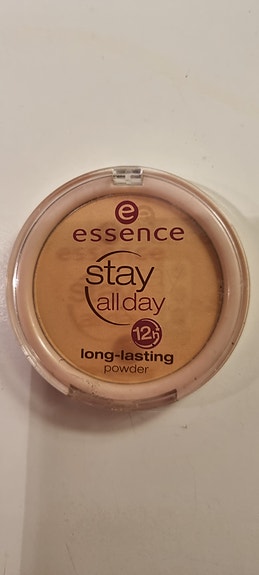 e
essence
stay
all day
12h
long-lasting
powder